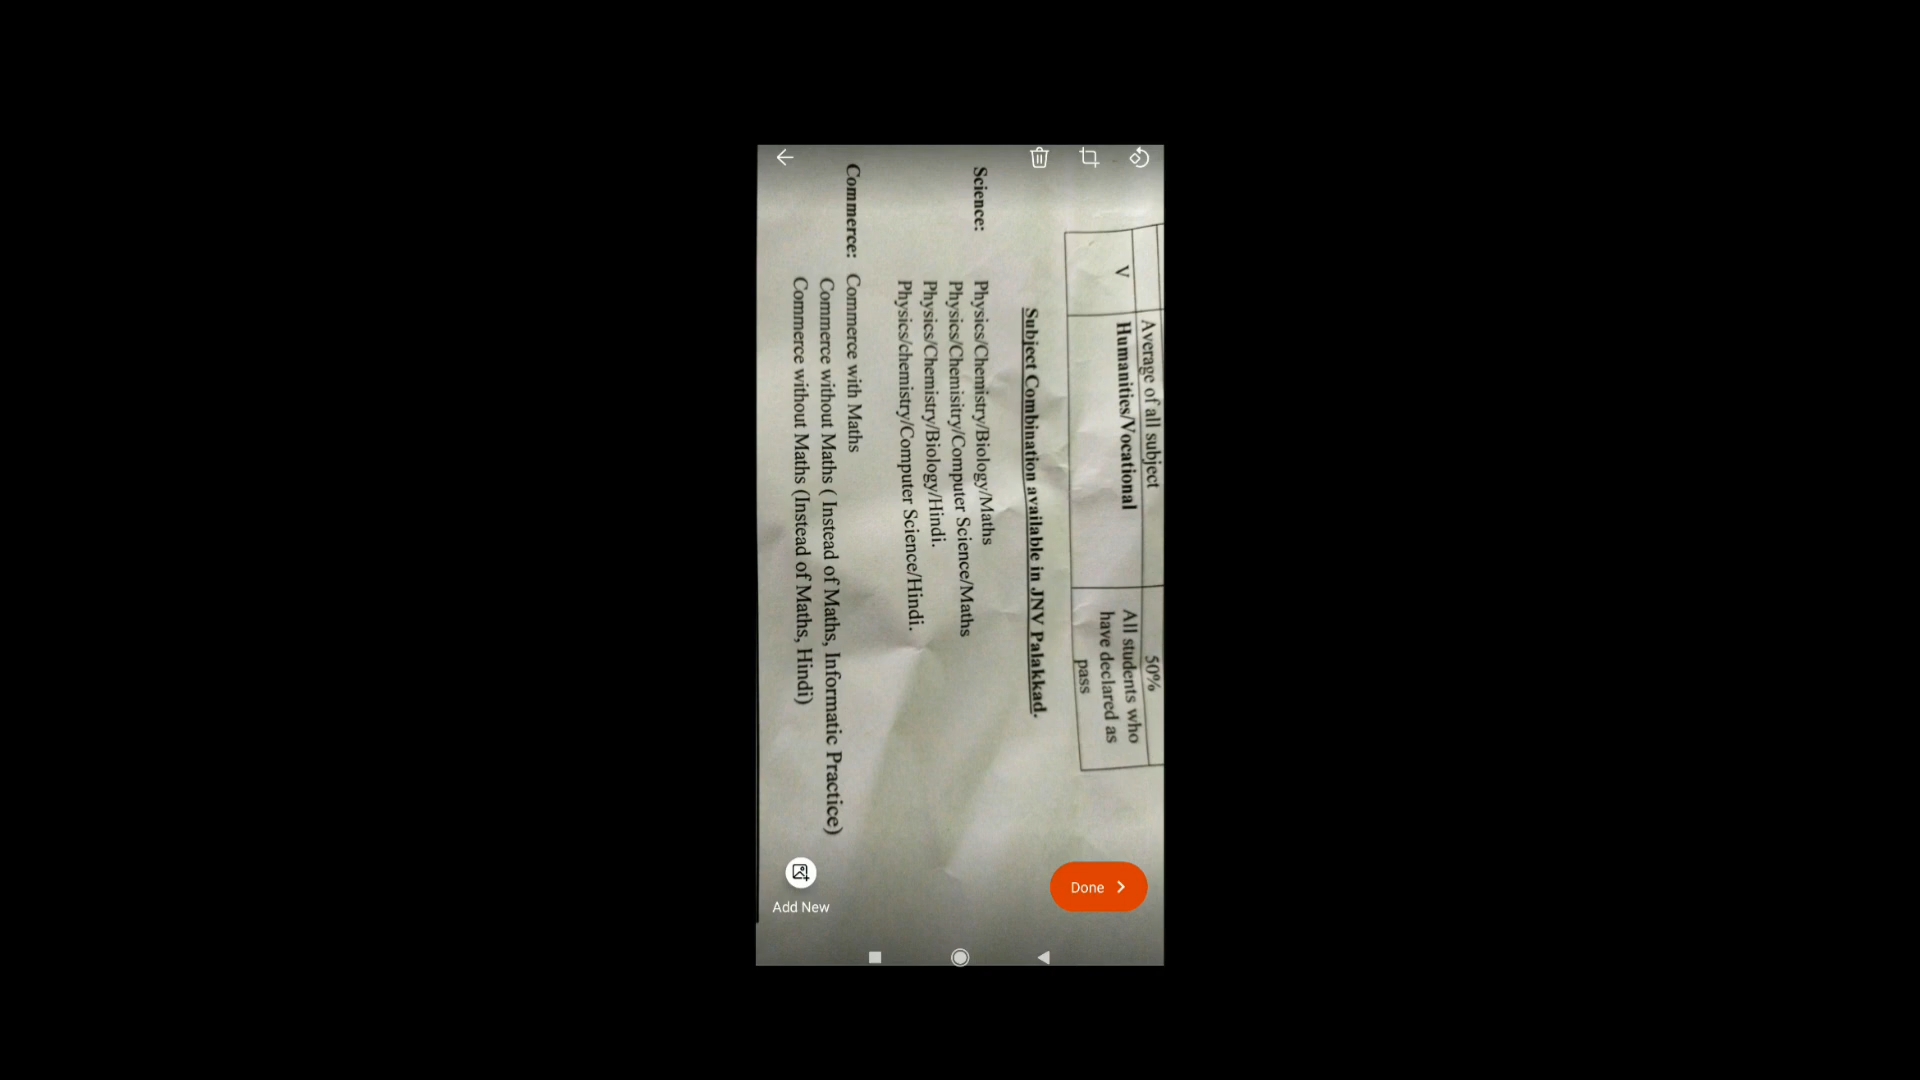 Average of all subject 50%
V Humanities/Vocational All students who
have declared as
pass
Subject Combination available in JNV Palakkad.
Science: Physics/Chemistry/Biology/Maths
Physics/Chemisitry/Computer Science/Maths
Physics/Chemistry/Biology/Hindi.
Physics/chemistry/Computer Science/Hindi.
Commerce: Commerce with Maths
Commerce without Maths ( Instead of Maths, Informatic Practice)
Commerce without Maths (Instead of Maths, Hindi)
Done
Add New